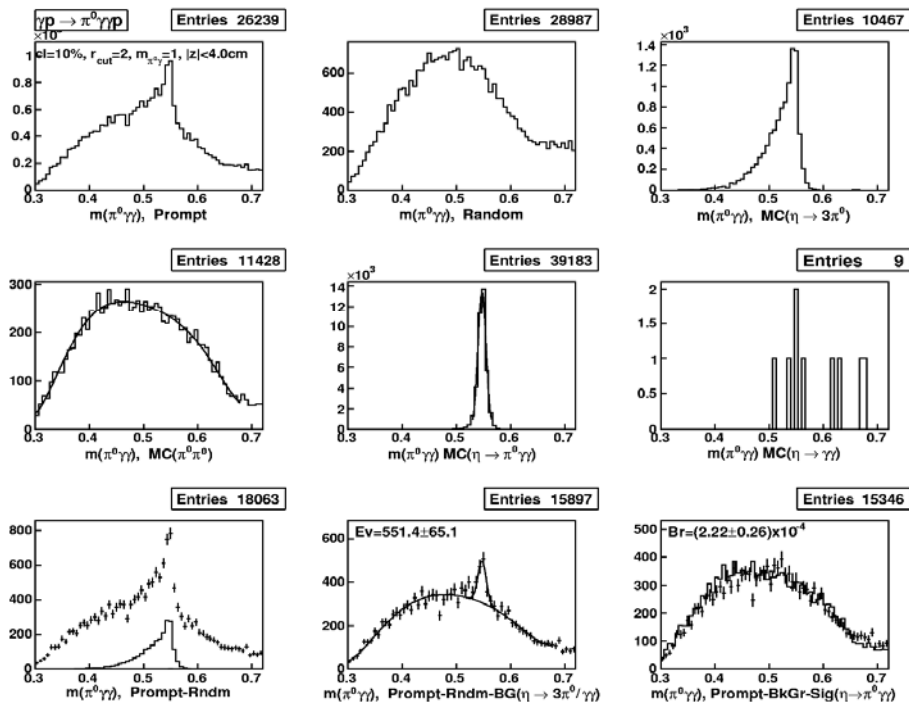 γp → π⁰γγp
Entries 26239
×10³
cl=10%, r_cut=2, m_π⁰γ=1, |z|<4.0cm
1
0.8
0.6
0.4
0.2
0
0.3 0.4 0.5 0.6 0.7
m(π⁰γγ), Prompt
Entries 28987
600
400
200
0
0.3 0.4 0.5 0.6 0.7
m(π⁰γγ), Random
Entries 10467
×10³
1.4
1.2
1
0.8
0.6
0.4
0.2
0
0.3 0.4 0.5 0.6 0.7
m(π⁰γγ), MC(η → 3π⁰)
Entries 11428
300
200
100
0
0.3 0.4 0.5 0.6 0.7
m(π⁰γγ), MC(π⁰π⁰)
Entries 39183
×10³
14
12
10
8
6
4
2
0
0.3 0.4 0.5 0.6 0.7
m(π⁰γγ) MC(η → π⁰γγ)
Entries 9
2
1.5
1
0.5
0
0.3 0.4 0.5 0.6 0.7
m(π⁰γγ) MC(η → γγ)
Entries 18063
800
600
400
200
0
0.3 0.4 0.5 0.6 0.7
m(π⁰γγ), Prompt-Rndm
Entries 15897
Ev=551.4±65.1
600
400
200
0
0.3 0.4 0.5 0.6 0.7
m(π⁰γγ), Prompt-Rndm-BG(η → 3π⁰/γγ)
Entries 15346
Br=(2.22±0.26)x10⁻⁴
500
400
300
200
100
0
0.3 0.4 0.5 0.6 0.7
m(π⁰γγ), Prompt-BkGr-Sig(η→π⁰γγ)